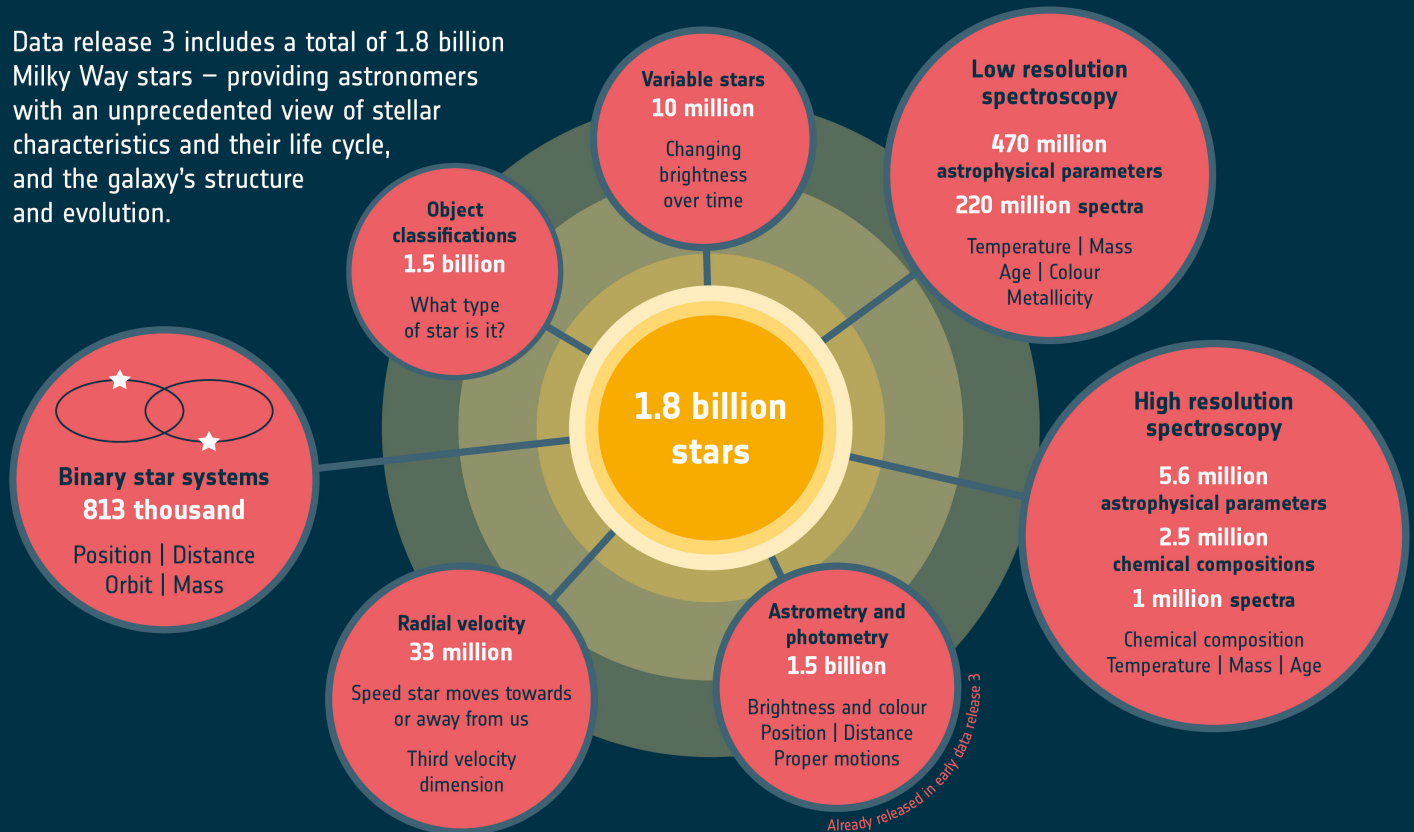 Data release 3 includes a total of 1.8 billion
Milky Way stars – providing astronomers
with an unprecedented view of stellar
characteristics and their life cycle,
and the galaxy's structure
and evolution.
Variable stars
10 million
Changing
brightness
over time
Low resolution
spectroscopy
470 million
astrophysical parameters
220 million spectra
Temperature | Mass
Age | Colour
Metallicity
Object
classifications
1.5 billion
What type
of star is it?
1.8 billion
stars
High resolution
spectroscopy
5.6 million
astrophysical parameters
2.5 million
chemical compositions
1 million spectra
Chemical composition
Temperature | Mass | Age
Binary star systems
813 thousand
Position | Distance
Orbit | Mass
Radial velocity
33 million
Speed star moves towards
or away from us
Third velocity
dimension
Astrometry and
photometry
1.5 billion
Brightness and colour
Position | Distance
Proper motions
Already released in early data release 3